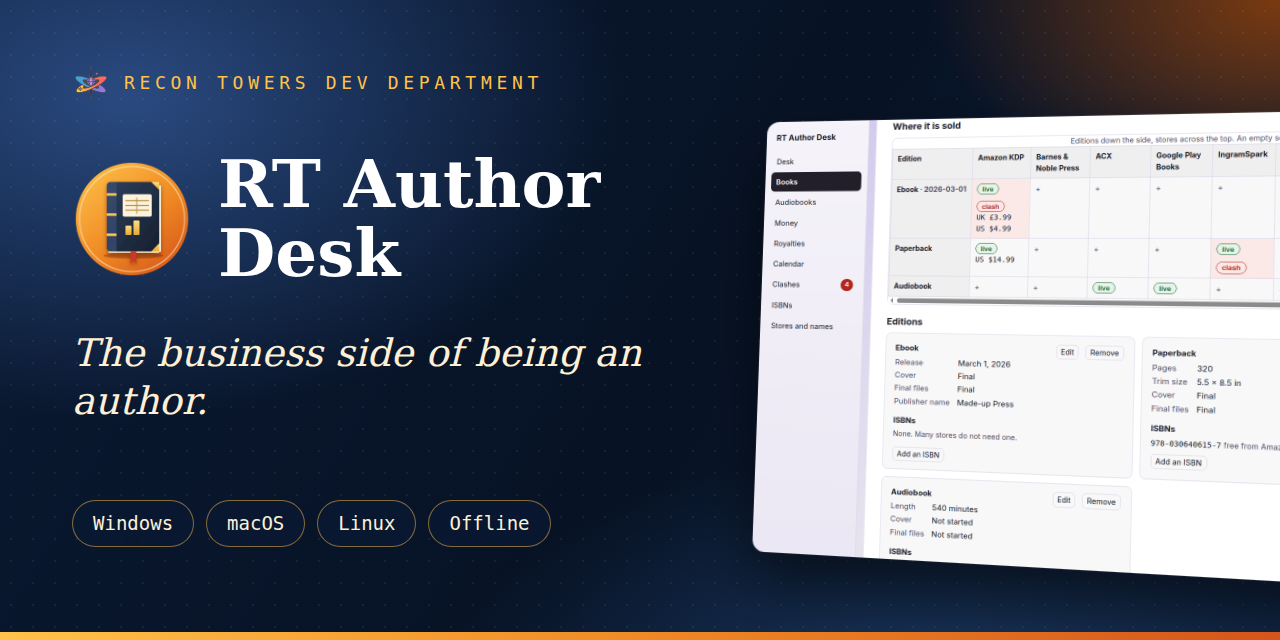 RECON TOWERS DEV DEPARTMENT
RT Author
Desk
The business side of being an
author.
Windows
macOS
Linux
Offline
RT Author Desk
Desk
Books
Audiobooks
Money
Royalties
Calendar
Clashes 4
ISBNs
Stores and names
Where it is sold
Editions down the side, stores across the top. An empty
Edition
Amazon KDP
Barnes &
Noble Press
ACX
Google Play
Books
IngramSpark
Ebook · 2026-03-01
live
clash
UK £3.99
US $4.99
+
+
+
+
Paperback
live
US $14.99
+
+
+
live
clash
Audiobook
+
+
live
live
+
Editions
Ebook
Edit
Remove
Release March 1, 2026
Cover Final
Final files Final
Publisher name Made-up Press
ISBNs
None. Many stores do not need one.
Add an ISBN
Paperback
Pages 320
Trim size 5.5 × 8.5 in
Cover Final
Final files Final
ISBNs
978-030640615-7 free from
Add an ISBN
Audiobook
Edit
Remove
Length 540 minutes
Cover Not started
Final files Not started
ISBNs